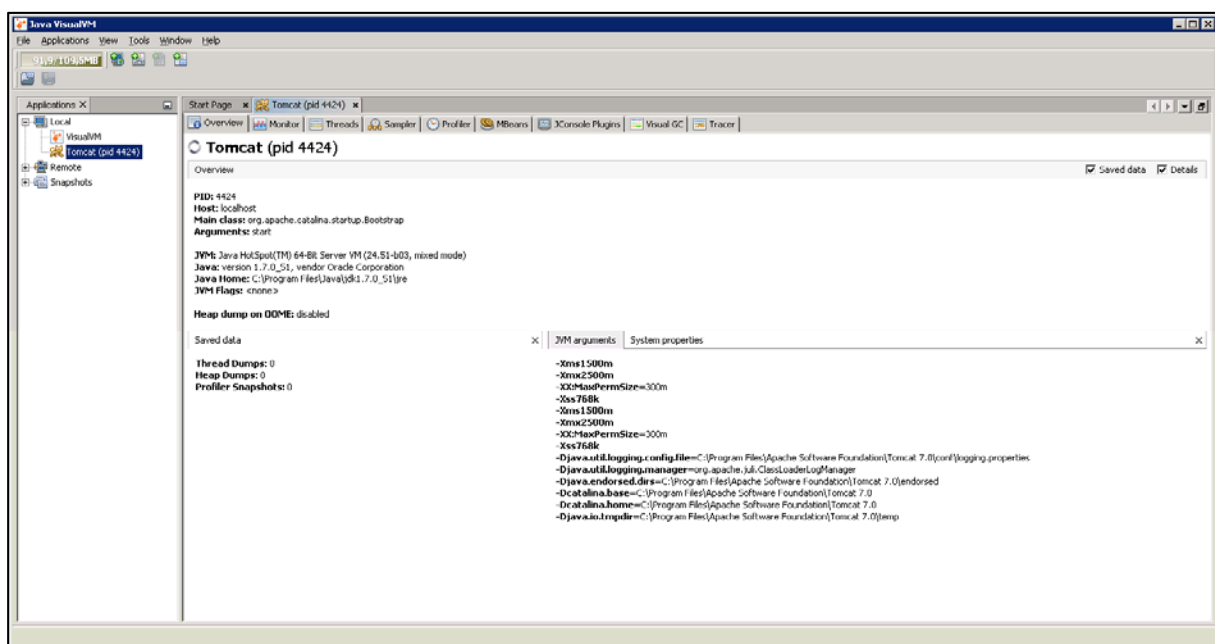 Java VisualVM
File Applications View Tools Window Help
91,9/109,5MB
Applications
Local
VisualVM
Tomcat (pid 4424)
Remote
Snapshots
Start Page Tomcat (pid 4424)
Overview Monitor Threads Sampler Profiler MBeans JConsole Plugins Visual GC Tracer
Tomcat (pid 4424)
Overview Saved data Details
PID: 4424
Host: localhost
Main class: org.apache.catalina.startup.Bootstrap
Arguments: start
JVM: Java HotSpot(TM) 64-Bit Server VM (24.51-b03, mixed mode)
Java: version 1.7.0_51, vendor Oracle Corporation
Java Home: C:\Program Files\Java\jdk1.7.0_51\jre
JVM Flags: <none>
Heap dump on OOME: disabled
Saved data
Thread Dumps: 0
Heap Dumps: 0
Profiler Snapshots: 0
JVM arguments System properties
-Xms1500m
-Xmx2500m
-XX:MaxPermSize=300m
-Xss768k
-Xms1500m
-Xmx2500m
-XX:MaxPermSize=300m
-Xss768k
-Djava.util.logging.config.file=C:\Program Files\Apache Software Foundation\Tomcat 7.0\conf\logging.properties
-Djava.util.logging.manager=org.apache.juli.ClassLoaderLogManager
-Djava.endorsed.dirs=C:\Program Files\Apache Software Foundation\Tomcat 7.0\endorsed
-Dcatalina.base=C:\Program Files\Apache Software Foundation\Tomcat 7.0
-Dcatalina.home=C:\Program Files\Apache Software Foundation\Tomcat 7.0
-Djava.io.tmpdir=C:\Program Files\Apache Software Foundation\Tomcat 7.0\temp